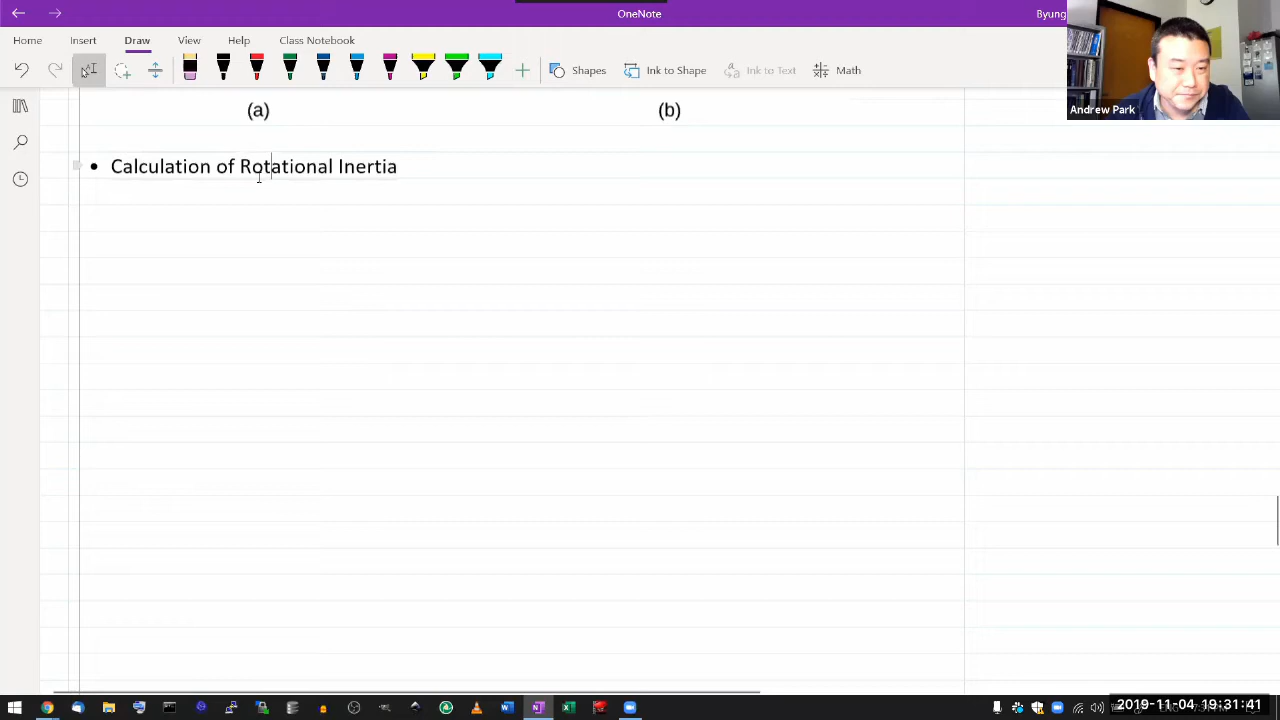 OneNote
Byung
Home Insert Draw View Help Class Notebook
Shapes Ink to Shape Ink to Text Math
Andrew Park
(a) (b)
• Calculation of Rotational Inertia
2019-11-04 19:31:41